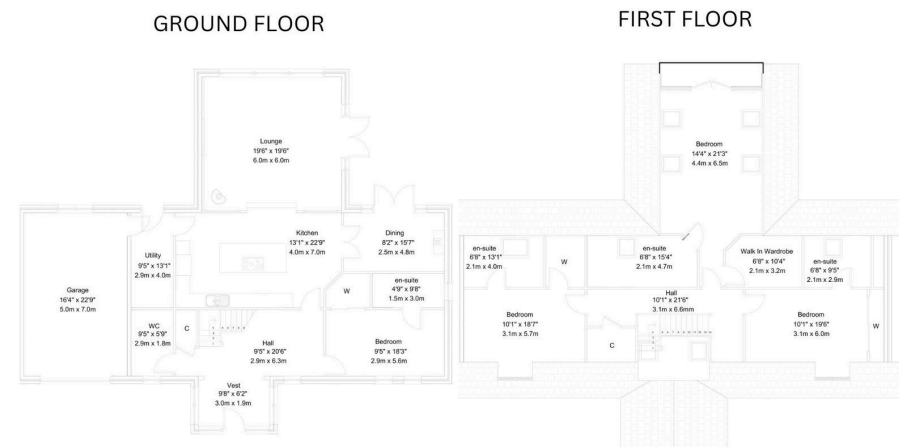 GROUND FLOOR
Lounge
19'6" x 19'6"
6.0m x 6.0m
Kitchen
13'1" x 22'9"
4.0m x 7.0m
Dining
8'2" x 15'7"
2.5m x 4.8m
Utility
9'5" x 13'1"
2.9m x 4.0m
Garage
16'4" x 22'9"
5.0m x 7.0m
en-suite
4'9" x 9'8"
1.5m x 3.0m
W
WC
9'5" x 5'9"
2.9m x 1.8m
C
Hall
9'5" x 20'6"
2.9m x 6.3m
Bedroom
9'5" x 18'3"
2.9m x 5.6m
Vest
9'8" x 6'2"
3.0m x 1.9m
FIRST FLOOR
Bedroom
14'4" x 21'3"
4.4m x 6.5m
en-suite
6'8" x 13'1"
2.1m x 4.0m
W
en-suite
6'8" x 15'4"
2.1m x 4.7m
Walk In Wardrobe
6'8" x 10'4"
2.1m x 3.2m
en-suite
6'8" x 9'5"
2.1m x 2.9m
Hall
10'1" x 21'6"
3.1m x 6.6mm
Bedroom
10'1" x 18'7"
3.1m x 5.7m
C
Bedroom
10'1" x 19'6"
3.1m x 6.0m
W